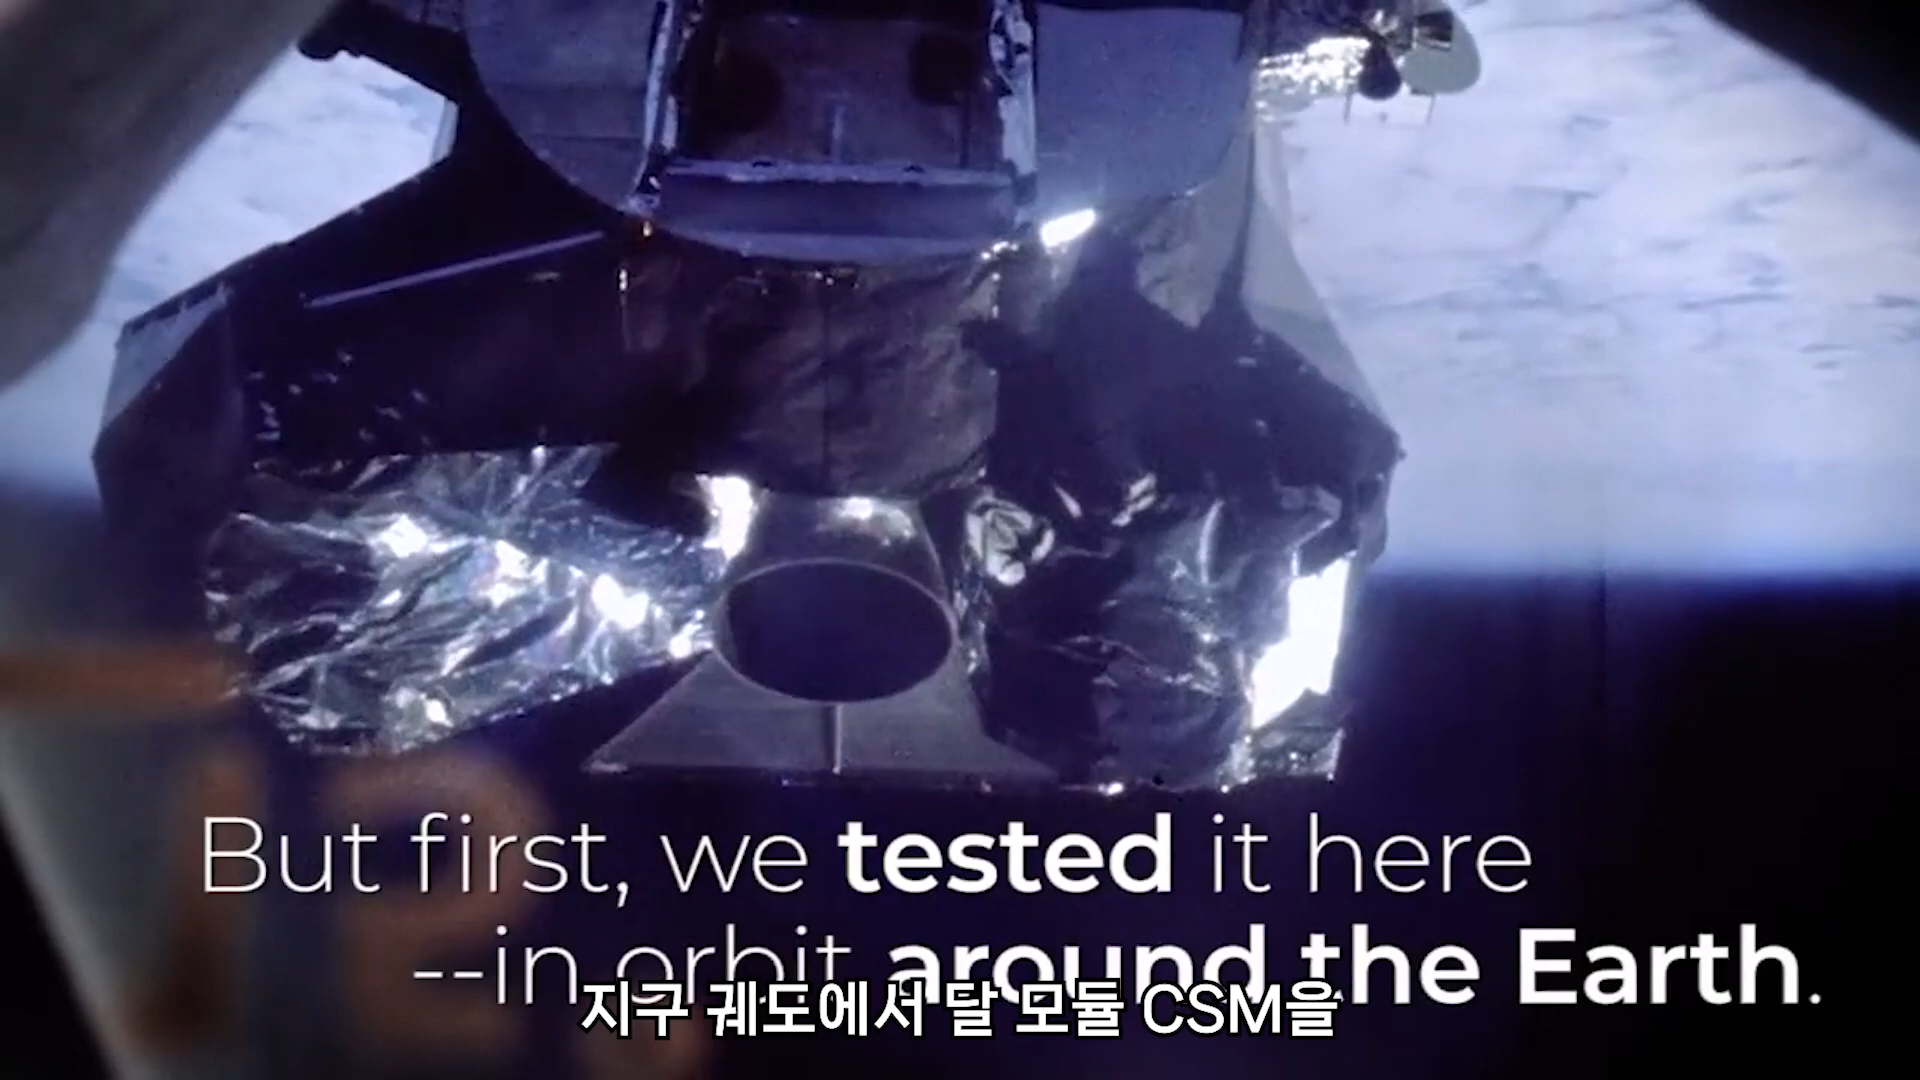 But first, we tested it here
--in orbit around the Earth.
지구 궤도에서 달 모듈 CSM을